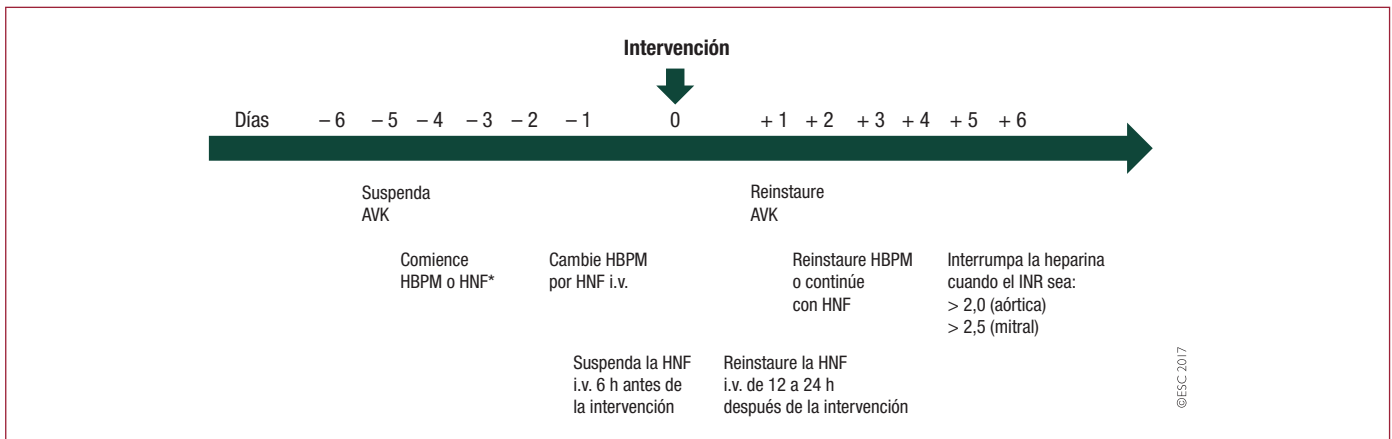 Intervención
Días – 6 – 5 – 4 – 3 – 2 – 1 0 + 1 + 2 + 3 + 4 + 5 + 6
Suspenda
AVK
Reinstaure
AVK
Comience
HBPM o HNF*
Cambie HBPM
por HNF i.v.
Reinstaure HBPM
o continúe
con HNF
Interrumpa la heparina
cuando el INR sea:
> 2,0 (aórtica)
> 2,5 (mitral)
Suspenda la HNF
i.v. 6 h antes de
la intervención
Reinstaure la HNF
i.v. de 12 a 24 h
después de la intervención
©ESC 2017